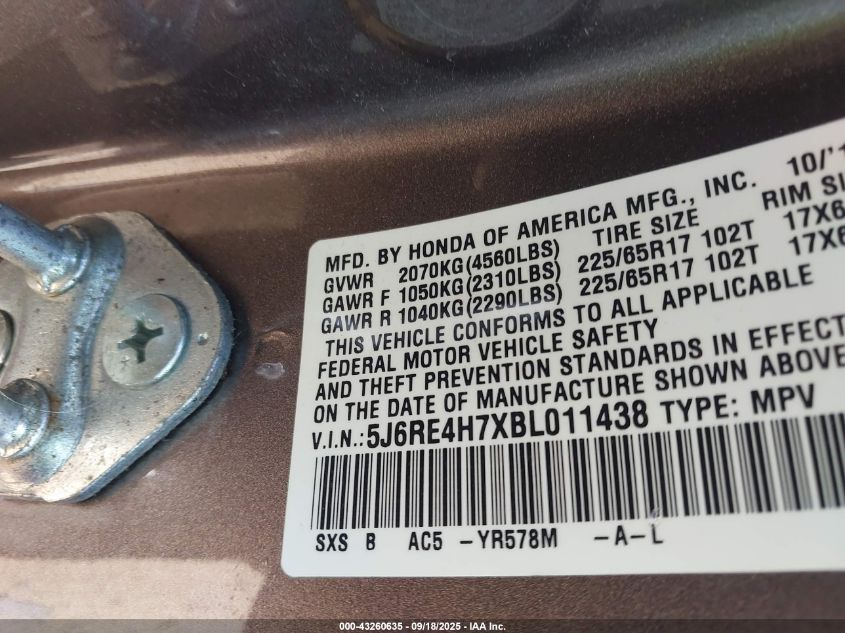 MFD. BY HONDA OF AMERICA MFG., INC. 10/'1
GVWR 2070KG(4560LBS) TIRE SIZE RIM SI
GAWR F 1050KG(2310LBS) 225/65R17 102T 17X6
GAWR R 1040KG(2290LBS) 225/65R17 102T 17X6
THIS VEHICLE CONFORMS TO ALL APPLICABLE
FEDERAL MOTOR VEHICLE SAFETY
AND THEFT PREVENTION STANDARDS IN EFFECT
ON THE DATE OF MANUFACTURE SHOWN ABOVE
V.I.N.:5J6RE4H7XBL011438 TYPE: MPV
SXS B AC5 -YR578M -A-L
000-43260635 - 09/18/2025 - IAA Inc.